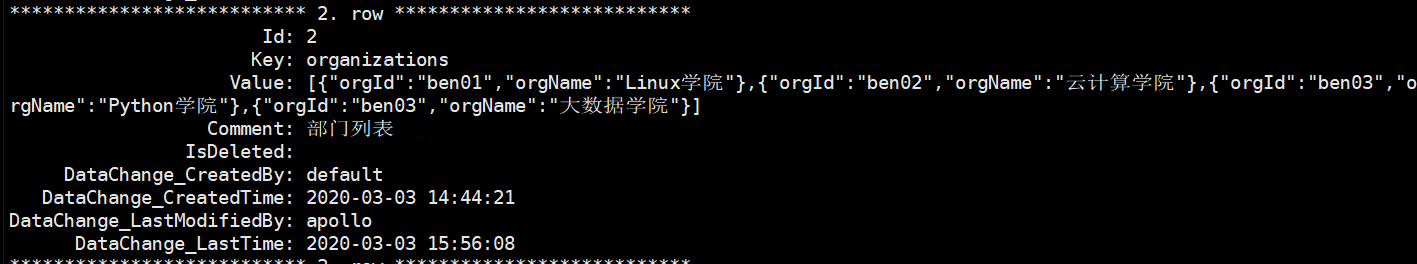 *************************** 2. row ***************************
Id: 2
Key: organizations
Value: [{"orgId":"ben01","orgName":"Linux学院"},{"orgId":"ben02","orgName":"云计算学院"},{"orgId":"ben03","o
rgName":"Python学院"},{"orgId":"ben03","orgName":"大数据学院"}]
Comment: 部门列表
IsDeleted:
DataChange_CreatedBy: default
DataChange_CreatedTime: 2020-03-03 14:44:21
DataChange_LastModifiedBy: apollo
DataChange_LastTime: 2020-03-03 15:56:08
*************************** 3. row ***************************